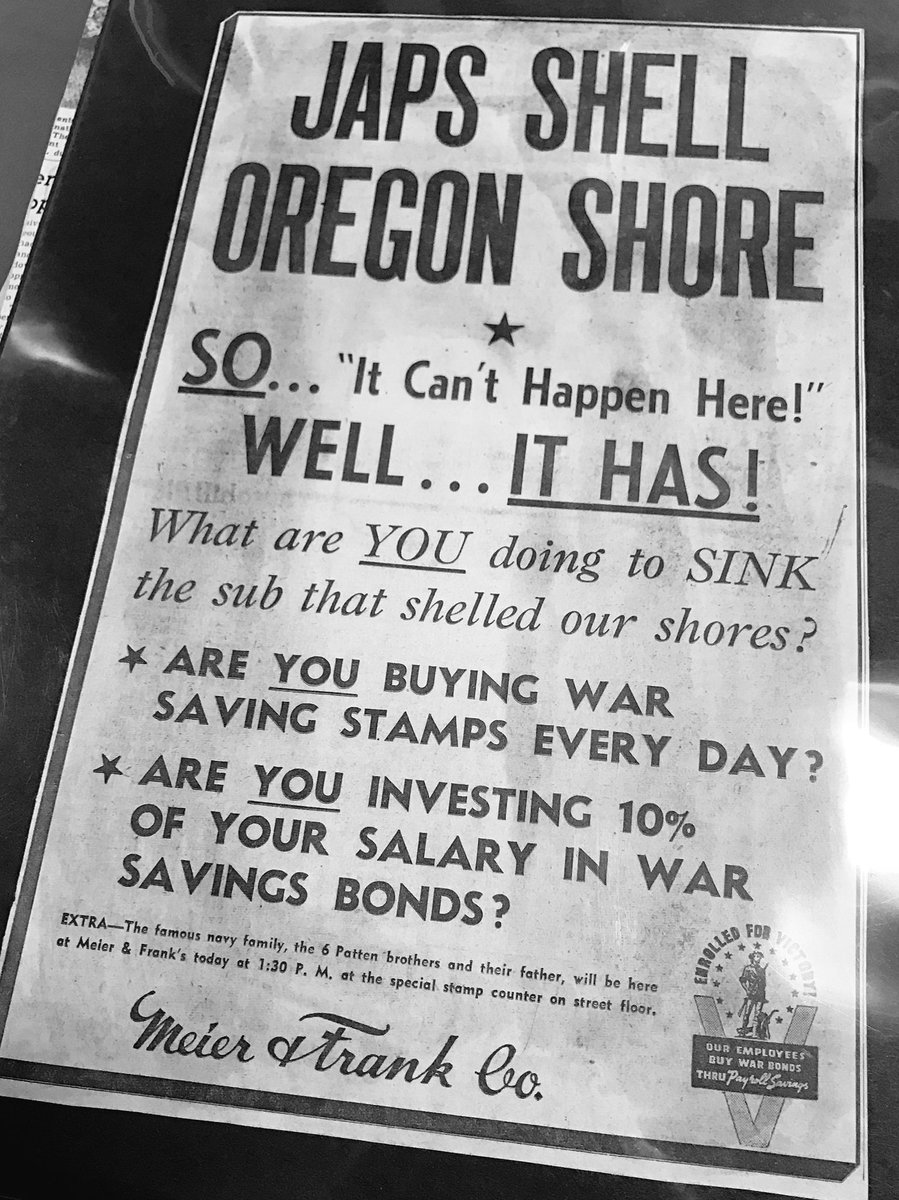 JAPS SHELL
OREGON SHORE
SO... "It Can't Happen Here!"
WELL... IT HAS!
What are YOU doing to SINK
the sub that shelled our shores?
ARE YOU BUYING WAR
SAVING STAMPS EVERY DAY?
ARE YOU INVESTING 10%
OF YOUR SALARY IN WAR
SAVINGS BONDS?
EXTRA—The famous navy family, the 6 Patten brothers and their father, will be here
at Meier & Frank's today at 1:30 P. M. at the special stamp counter on street floor.
Meier & Frank Co.
ENROLLED FOR VICTORY!
OUR EMPLOYEES
BUY WAR BONDS
THRU Payroll Savings